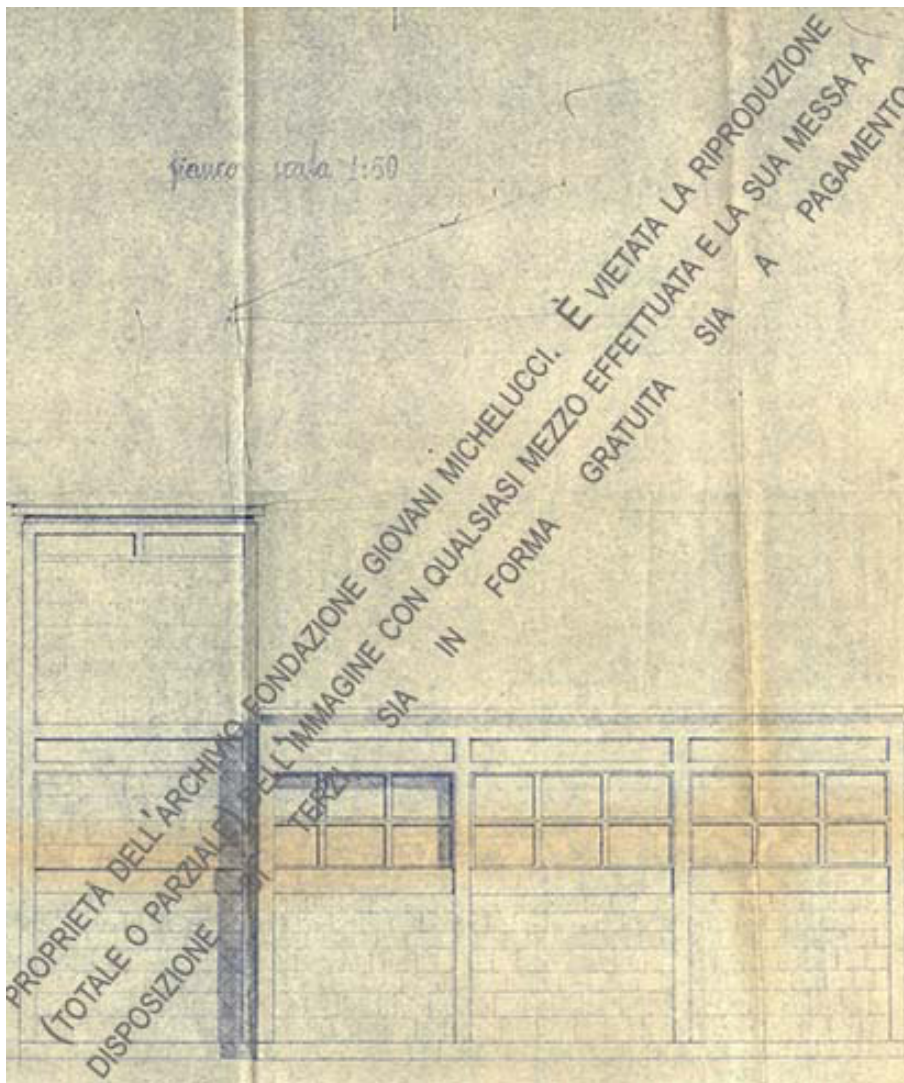 fianco scala 1:50
PROPRIETÀ DELL'ARCHIVIO FONDAZIONE GIOVANI MICHELUCCI. È VIETATA LA RIPRODUZIONE
(TOTALE O PARZIALE) DELL'IMMAGINE CON QUALSIASI MEZZO EFFETTUATA E LA SUA MESSA A
DISPOSIZIONE DI TERZI SIA IN FORMA GRATUITA SIA A PAGAMENTO